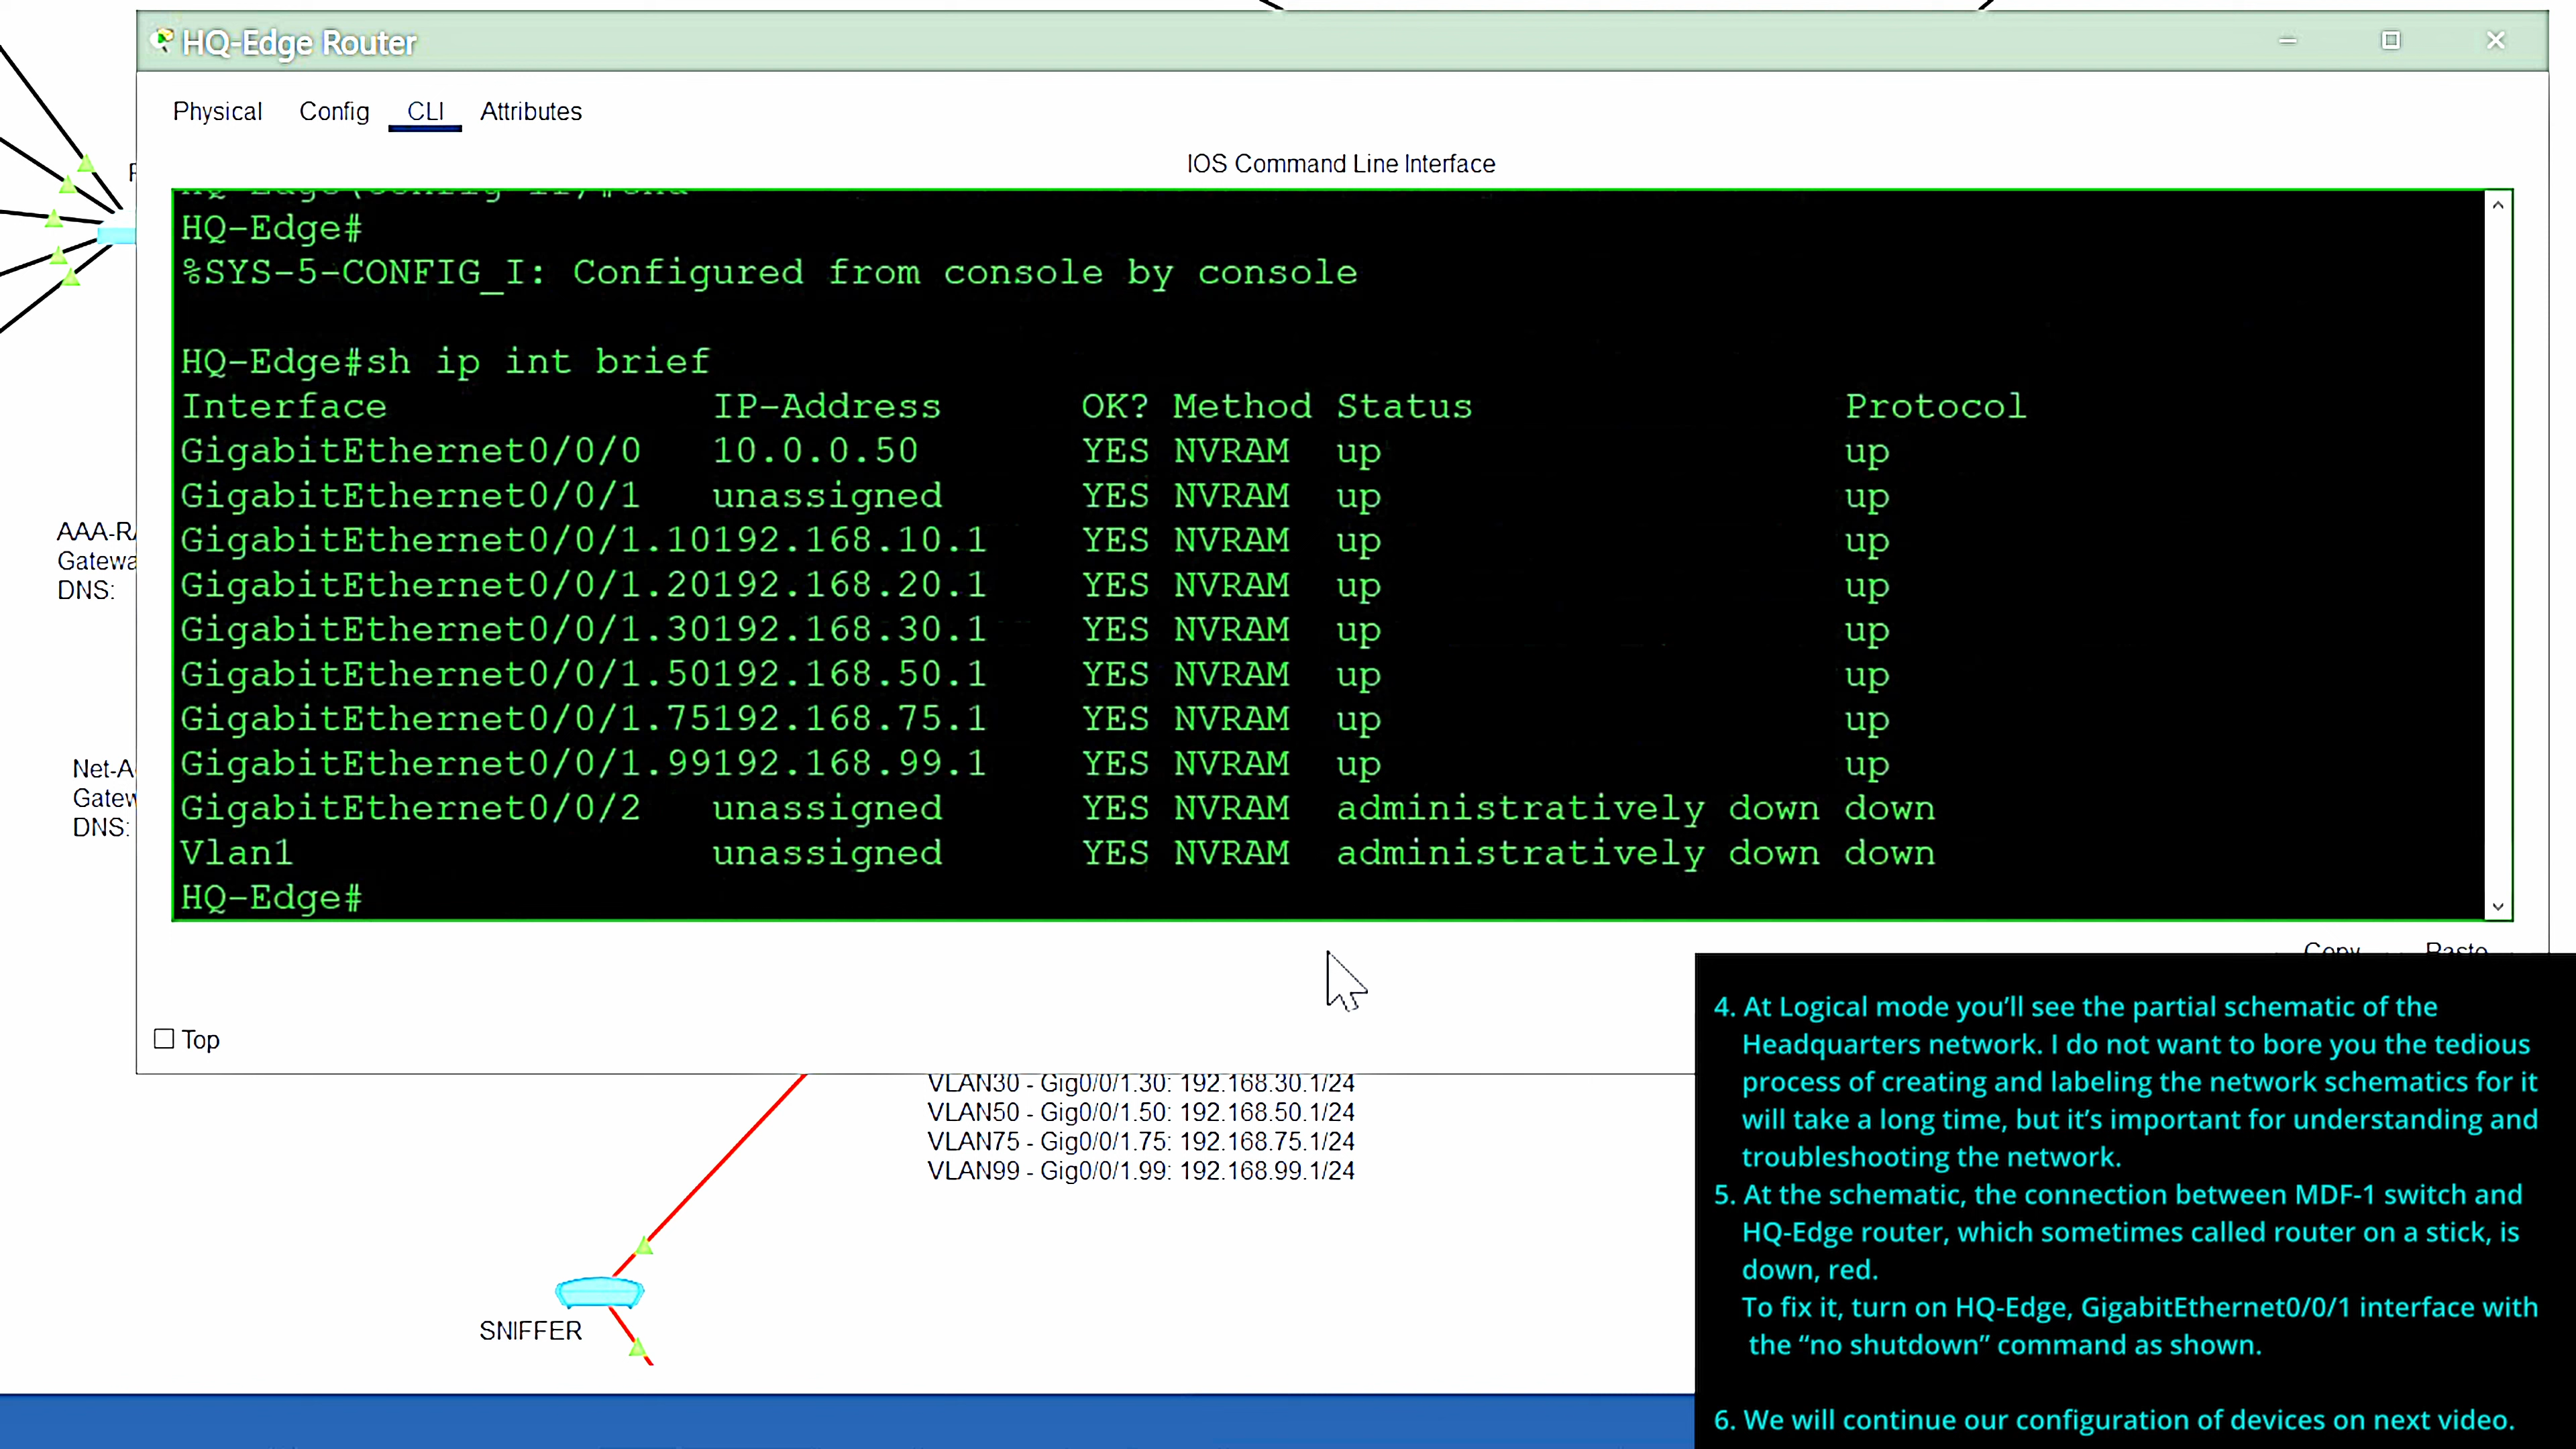 HQ-Edge Router
Physical Config CLI Attributes
IOS Command Line Interface
HQ-Edge#
%SYS-5-CONFIG_I: Configured from console by console
HQ-Edge#sh ip int brief
Interface IP-Address OK? Method Status Protocol
GigabitEthernet0/0/0 10.0.0.50 YES NVRAM up up
GigabitEthernet0/0/1 unassigned YES NVRAM up up
GigabitEthernet0/0/1.10192.168.10.1 YES NVRAM up up
GigabitEthernet0/0/1.20192.168.20.1 YES NVRAM up up
GigabitEthernet0/0/1.30192.168.30.1 YES NVRAM up up
GigabitEthernet0/0/1.50192.168.50.1 YES NVRAM up up
GigabitEthernet0/0/1.75192.168.75.1 YES NVRAM up up
GigabitEthernet0/0/1.99192.168.99.1 YES NVRAM up up
GigabitEthernet0/0/2 unassigned YES NVRAM administratively down down
Vlan1 unassigned YES NVRAM administratively down down
HQ-Edge#
AAA-R
Gatewa
DNS:
Net-A
Gatew
DNS:
Copy Paste
Top
VLAN30 - Gig0/0/1.30: 192.168.30.1/24
VLAN50 - Gig0/0/1.50: 192.168.50.1/24
VLAN75 - Gig0/0/1.75: 192.168.75.1/24
VLAN99 - Gig0/0/1.99: 192.168.99.1/24
SNIFFER
4. At Logical mode you'll see the partial schematic of the
Headquarters network. I do not want to bore you the tedious
process of creating and labeling the network schematics for it
will take a long time, but it's important for understanding and
troubleshooting the network.
5. At the schematic, the connection between MDF-1 switch and
HQ-Edge router, which sometimes called router on a stick, is
down, red.
To fix it, turn on HQ-Edge, GigabitEthernet0/0/1 interface with
the “no shutdown” command as shown.
6. We will continue our configuration of devices on next video.